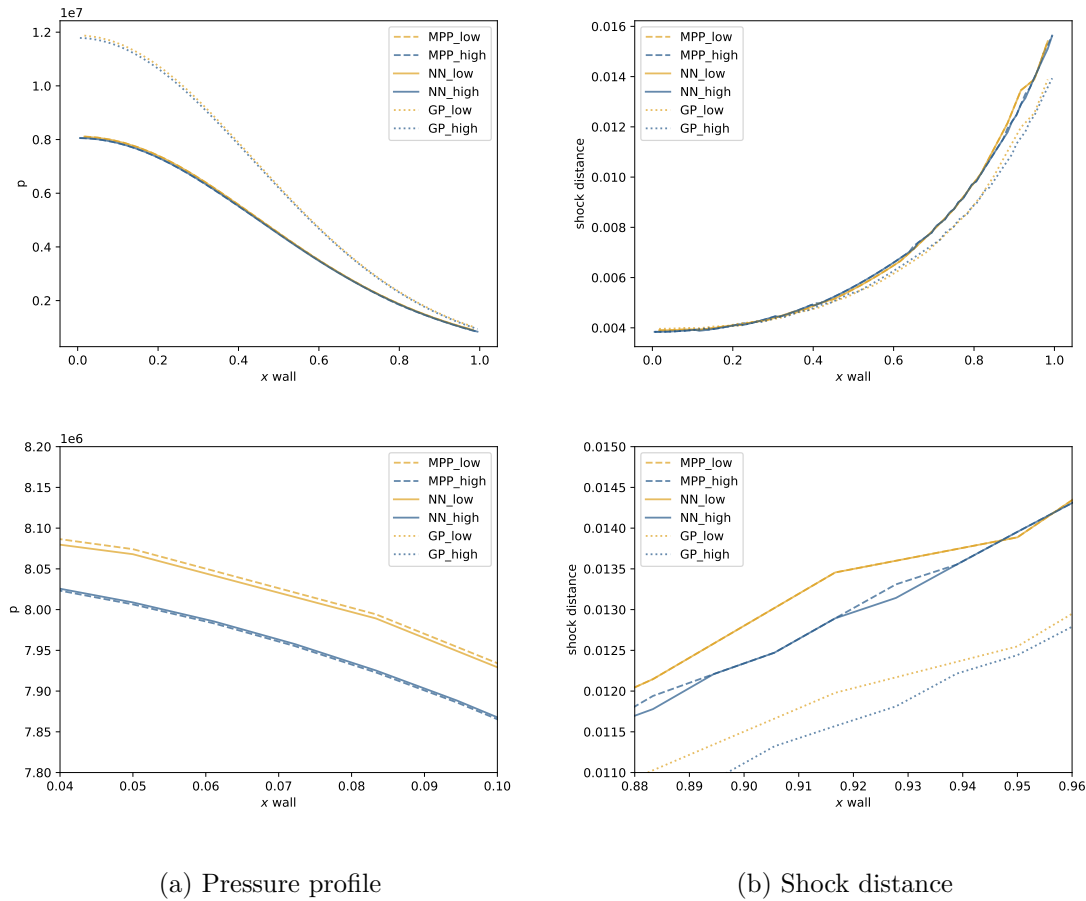 1e7
1.2
1.0
0.8
0.6
0.4
0.2
p
0.0 0.2 0.4 0.6 0.8 1.0
x wall
MPP_low
MPP_high
NN_low
NN_high
GP_low
GP_high
0.016
0.014
0.012
0.010
0.008
0.006
0.004
shock distance
0.0 0.2 0.4 0.6 0.8 1.0
x wall
MPP_low
MPP_high
NN_low
NN_high
GP_low
GP_high
1e6
8.20
8.15
8.10
8.05
8.00
7.95
7.90
7.85
7.80
p
0.04 0.05 0.06 0.07 0.08 0.09 0.10
x wall
MPP_low
MPP_high
NN_low
NN_high
GP_low
GP_high
0.0150
0.0145
0.0140
0.0135
0.0130
0.0125
0.0120
0.0115
0.0110
shock distance
0.88 0.89 0.90 0.91 0.92 0.93 0.94 0.95 0.96
x wall
MPP_low
MPP_high
NN_low
NN_high
GP_low
GP_high
(a) Pressure profile
(b) Shock distance